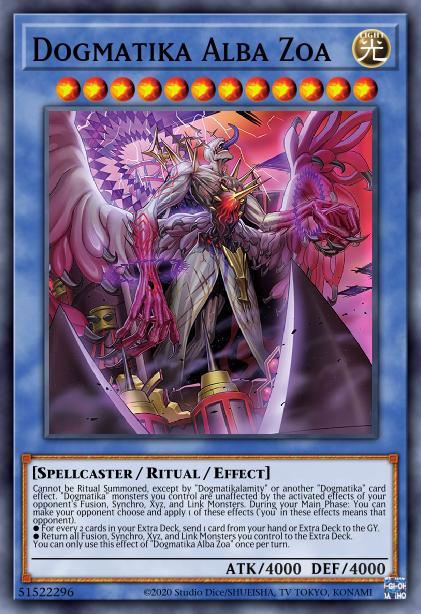 DOGMATIKA ALBA ZOA
LIGHT
光
[SPELLCASTER / RITUAL / EFFECT]
Cannot be Ritual Summoned, except by "Dogmatikalamity" or another "Dogmatika" card
effect. "Dogmatika" monsters you control are unaffected by the activated effects of your
opponent's Fusion, Synchro, Xyz, and Link Monsters. During your Main Phase: You can
make your opponent choose and apply 1 of these effects ("you" in these effects means that
opponent).
● For every 2 cards in your Extra Deck, send 1 card from your hand or Extra Deck to the GY.
● Return all Fusion, Synchro, Xyz, and Link Monsters you control to the Extra Deck.
You can only use this effect of "Dogmatika Alba Zoa" once per turn.
ATK/4000 DEF/4000
51522296
©2020 Studio Dice/SHUEISHA, TV TOKYO, KONAMI